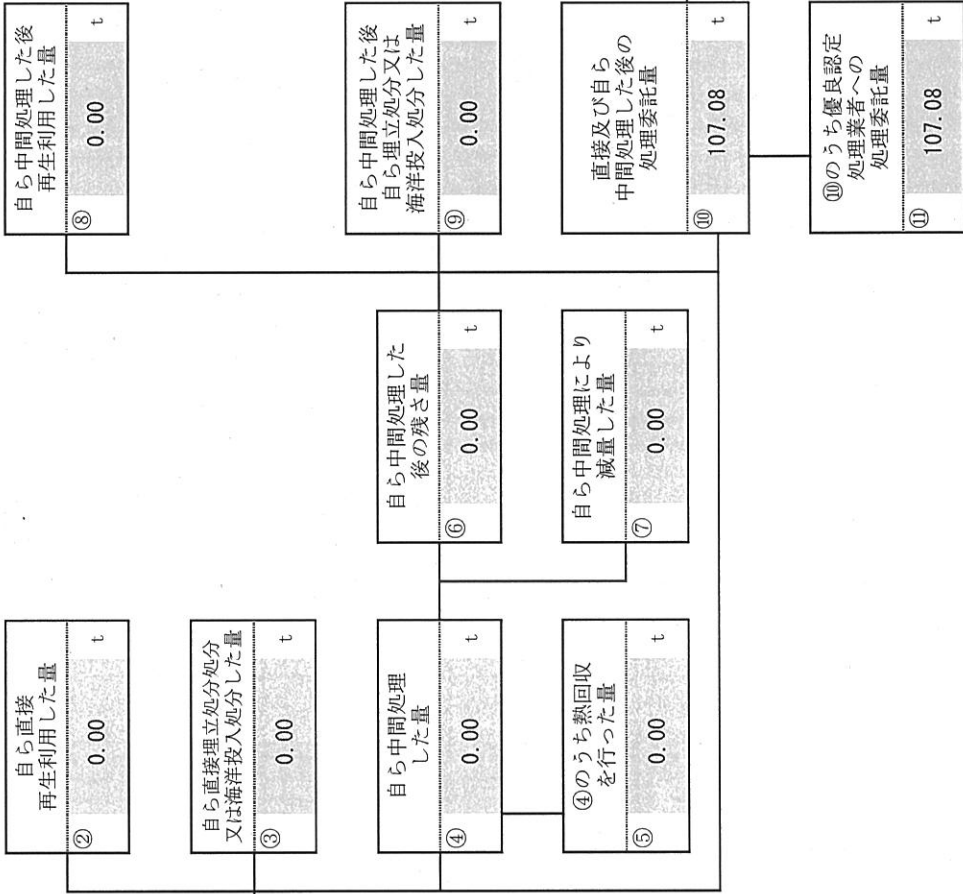 自ら直接
再生利用した量
②
0.00
t
自ら直接埋立処分処分
又は海洋投入処分した量
③
0.00
t
自ら中間処理
した量
④
0.00
t
④のうち熱回収
を行った量
⑤
0.00
t
自ら中間処理した
後の残さ量
⑥
0.00
t
自ら中間処理により
減量した量
⑦
0.00
t
自ら中間処理した後
再生利用した量
⑧
0.00
t
自ら中間処理した後
自ら埋立処分又は
海洋投入処分した量
⑨
0.00
t
直接及び自ら
中間処理した後の
処理委託量
⑩
107.08
t
⑩のうち優良認定
処理業者への
処理委託量
⑪
107.08
t